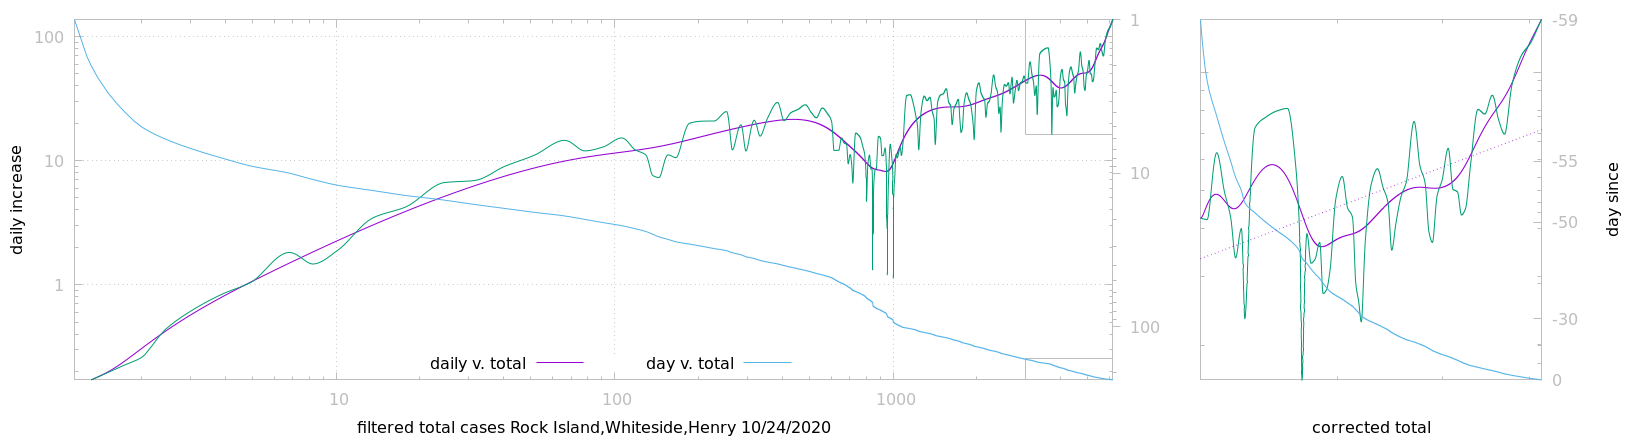 100
10
1
daily increase
10
100
1000
1
10
100
daily v. total
day v. total
filtered total cases Rock Island,Whiteside,Henry 10/24/2020
-59
-55
-50
-30
0
day since
corrected total